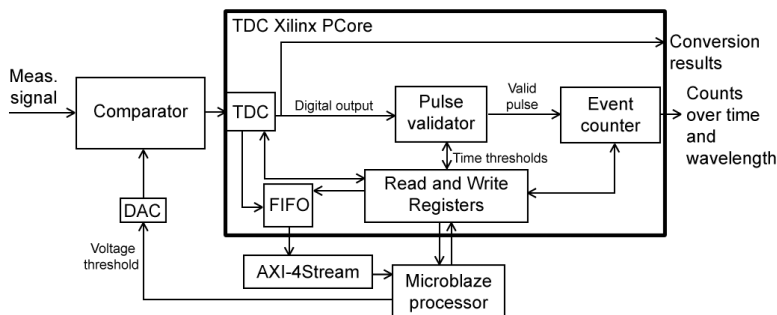 TDC Xilinx PCore
Conversion
results
Meas.
signal
Comparator
TDC
Digital output
Pulse
validator
Valid
pulse
Event
counter
Counts
over time
and
wavelength
Time thresholds
Read and Write
Registers
FIFO
DAC
Voltage
threshold
AXI-4Stream
Microblaze
processor